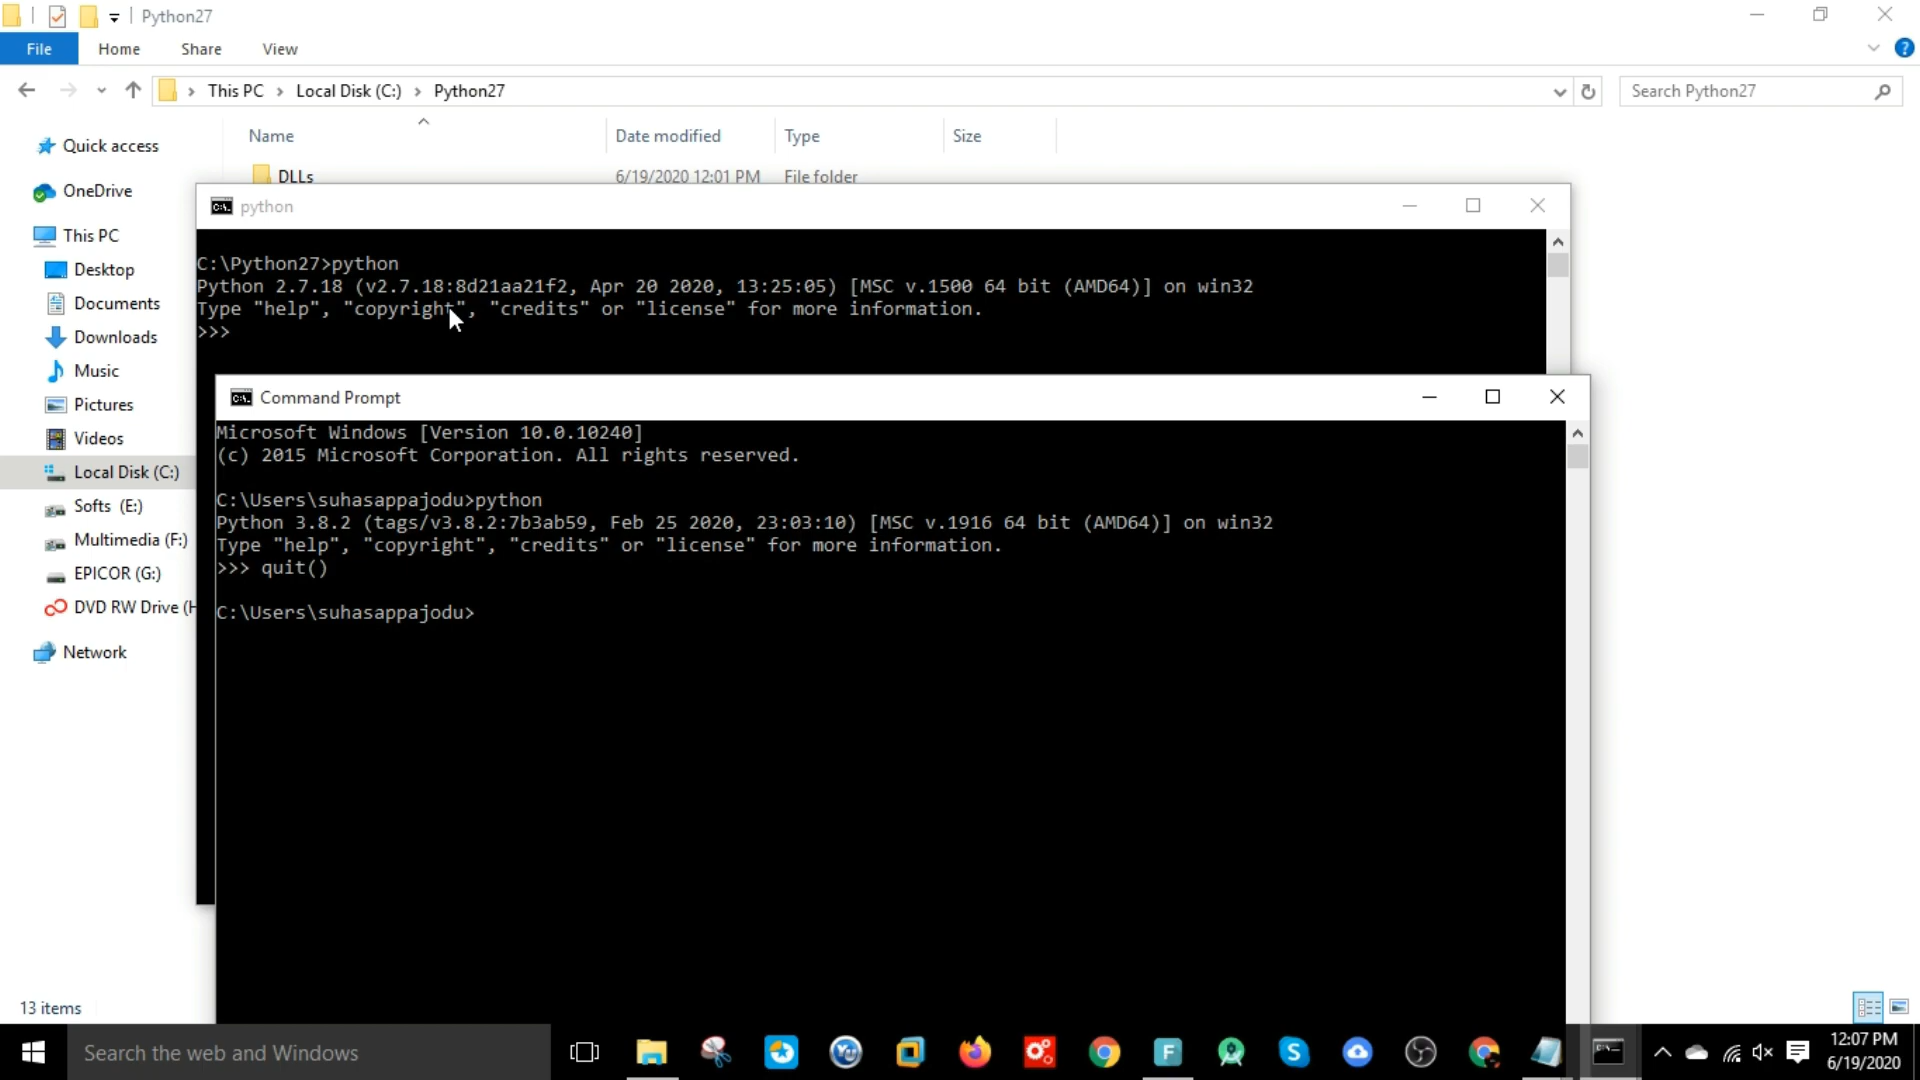 Python27
File Home Share View
This PC Local Disk (C:) Python27
Search Python27
Name Date modified Type Size
DLLs 6/19/2020 12:01 PM File folder
Quick access
OneDrive
This PC
Desktop
Documents
Downloads
Music
Pictures
Videos
Local Disk (C:)
Softs (E:)
Multimedia (F:)
EPICOR (G:)
DVD RW Drive (H
Network
python
C:\Python27>python
Python 2.7.18 (v2.7.18:8d21aa21f2, Apr 20 2020, 13:25:05) [MSC v.1500 64 bit (AMD64)] on win32
Type "help", "copyright", "credits" or "license" for more information.
>>>
Command Prompt
Microsoft Windows [Version 10.0.10240]
(c) 2015 Microsoft Corporation. All rights reserved.
C:\Users\suhasappajodu>python
Python 3.8.2 (tags/v3.8.2:7b3ab59, Feb 25 2020, 23:03:10) [MSC v.1916 64 bit (AMD64)] on win32
Type "help", "copyright", "credits" or "license" for more information.
>>> quit()
C:\Users\suhasappajodu>
13 items
Search the web and Windows
12:07 PM
6/19/2020